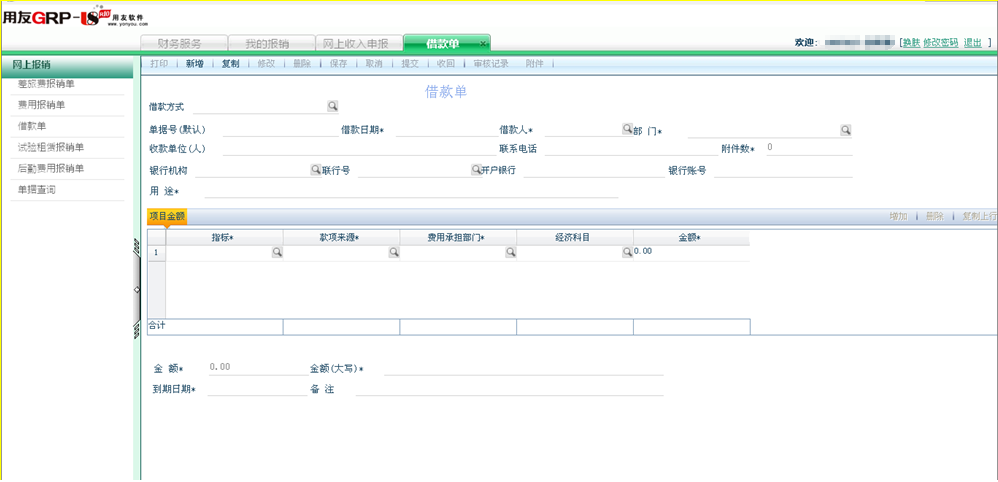 用友GRP-U8 R10 用友软件
www.yonyou.com
财务服务 我的报销 网上收入申报 借款单 ×
欢迎: [换肤 修改密码 退出 ]
网上报销
差旅费报销单
费用报销单
借款单
试验租赁报销单
后勤费用报销单
单据查询
打印 | 新增 | 复制 | 修改 | 删除 | 保存 | 取消 | 提交 | 收回 | 审核记录 附件 |
借款单
借款方式
单据号(默认) 借款日期* 借款人* 部 门*
收款单位(人) 联系电话 附件数* 0
银行机构 联行号 开户银行 银行账号
用 途*
项目金额 增加 | 删除 | 复制上行
指标* 款项来源* 费用承担部门* 经济科目 金额*
1 0.00
合计
金 额* 0.00 金额(大写)*
到期日期* 备 注